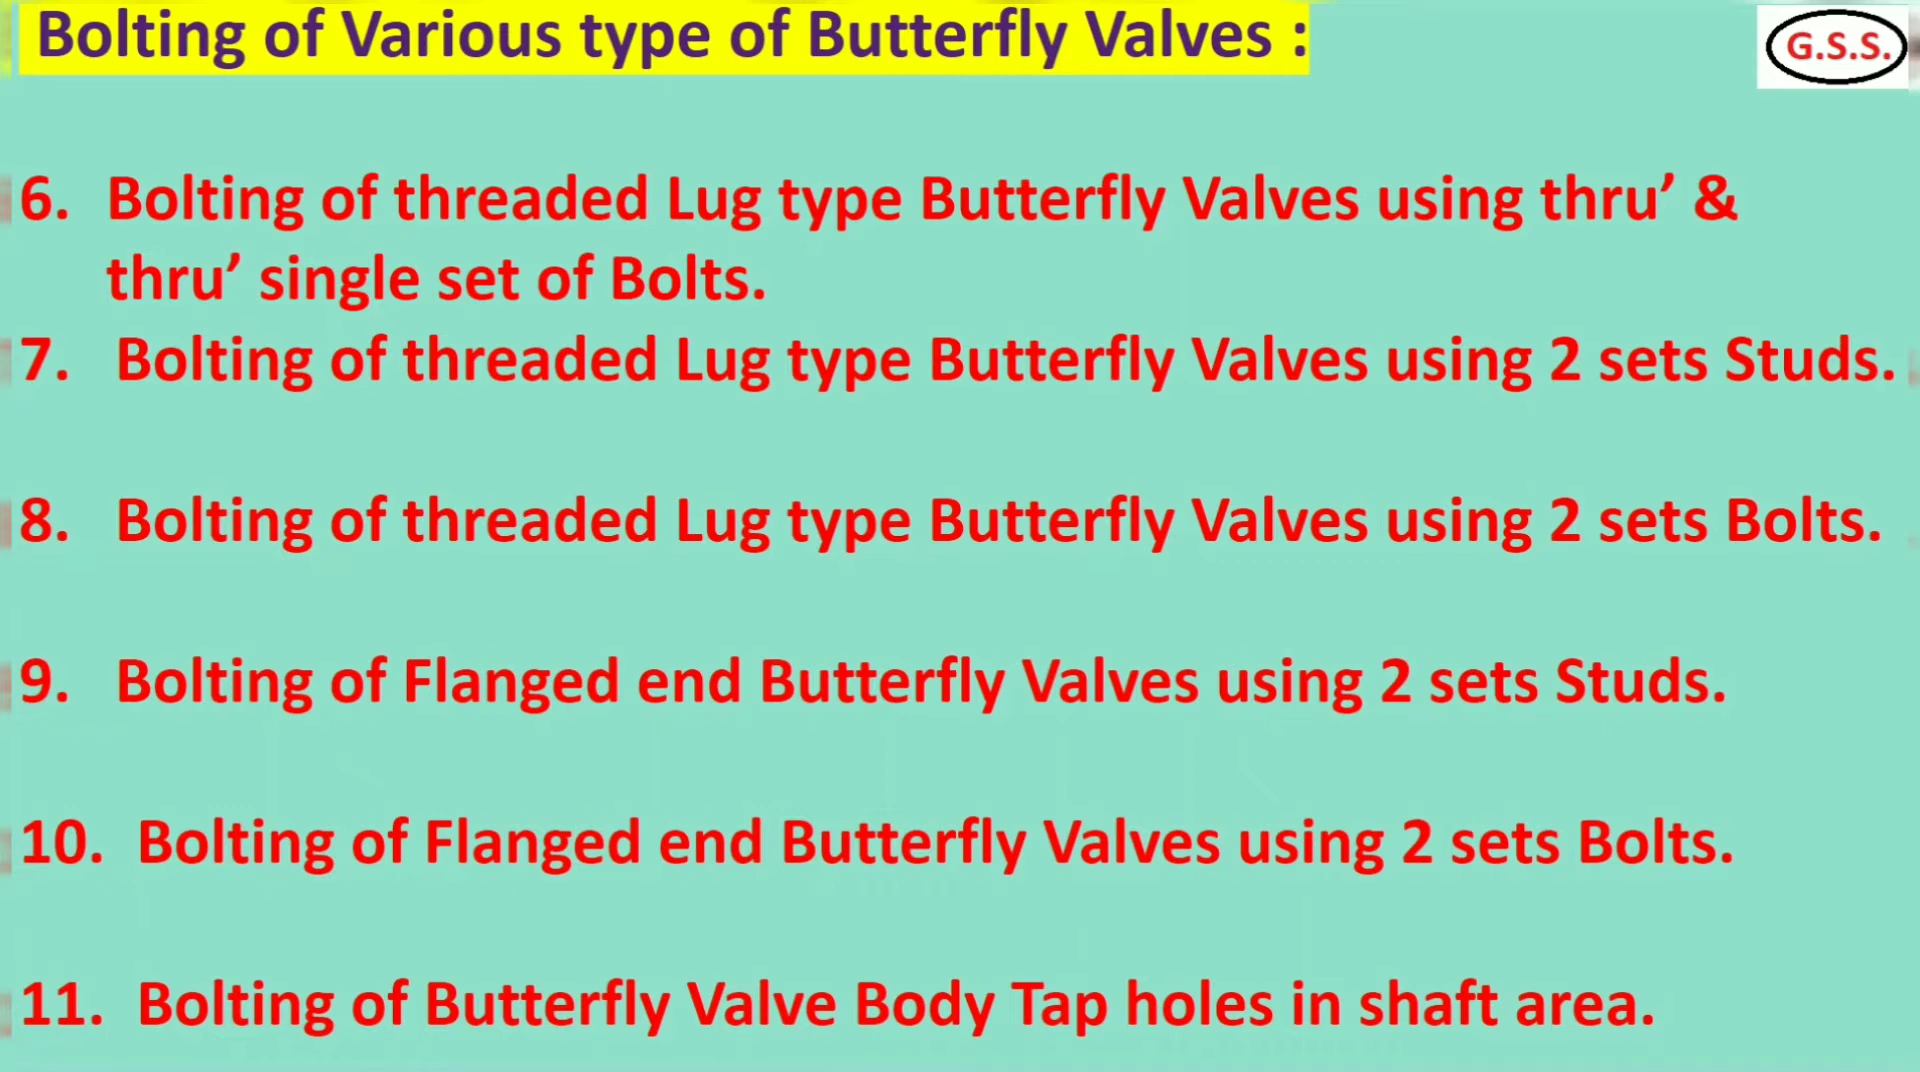 Bolting of Various type of Butterfly Valves :
G.S.S.
6. Bolting of threaded Lug type Butterfly Valves using thru’ &
thru’ single set of Bolts.
7. Bolting of threaded Lug type Butterfly Valves using 2 sets Studs.
8. Bolting of threaded Lug type Butterfly Valves using 2 sets Bolts.
9. Bolting of Flanged end Butterfly Valves using 2 sets Studs.
10. Bolting of Flanged end Butterfly Valves using 2 sets Bolts.
11. Bolting of Butterfly Valve Body Tap holes in shaft area.